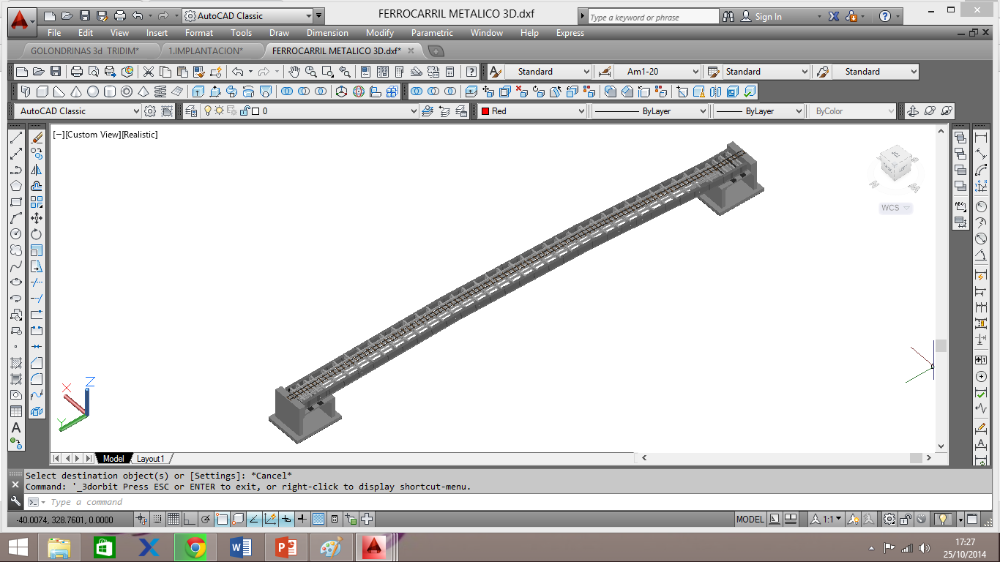 AutoCAD Classic
FERROCARRIL METALICO 3D.dxf
Type a keyword or phrase
Sign In
File Edit View Insert Format Tools Draw Dimension Modify Parametric Window Help Express
GOLONDRINAS 3d TRIDIM*
1.IMPLANTACION*
FERROCARRIL METALICO 3D.dxf*
Standard
Am1-20
Standard
Standard
AutoCAD Classic
0
Red
ByLayer
ByLayer
ByColor
[−][Custom View][Realistic]
WCS
X
Y
Z
ABC
A
Model
Layout1
Select destination object(s) or [Settings]: *Cancel*
Command: '_3dorbit Press ESC or ENTER to exit, or right-click to display shortcut-menu.
Type a command
-40.0074, 328.7601, 0.0000
MODEL
1:1
17:27
25/10/2014